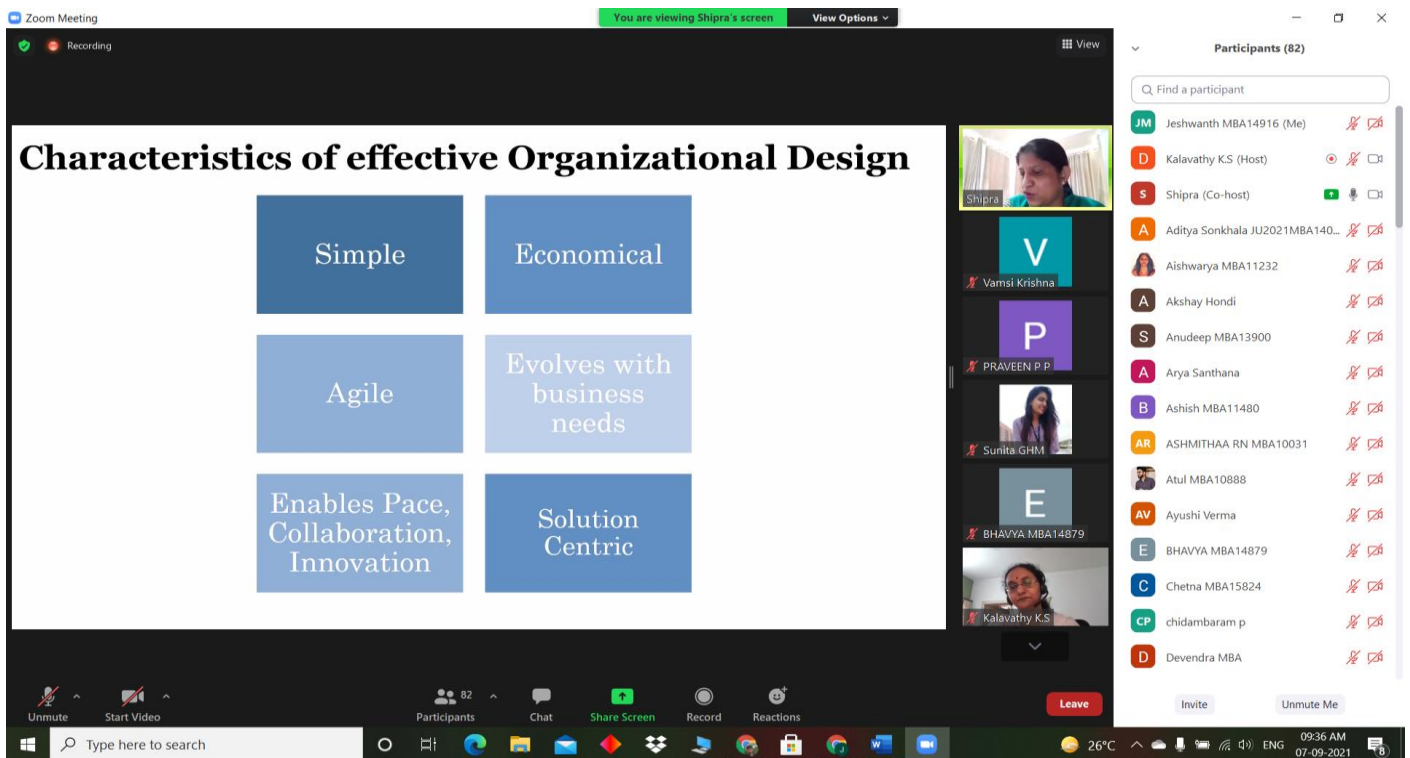 Zoom Meeting
You are viewing Shipra's screen
View Options
Recording
View
Characteristics of effective Organizational Design
Simple
Economical
Agile
Evolves with
business
needs
Enables Pace,
Collaboration,
Innovation
Solution
Centric
Shipra
V
Vamsi Krishna
P
PRAVEEN P P
Sunita GHM
E
BHAVYA MBA14879
Kalavathy K.S
Participants (82)
Find a participant
JM Jeshwanth MBA14916 (Me)
D Kalavathy K.S (Host)
S Shipra (Co-host)
A Aditya Sonkhala JU2021MBA140...
Aishwarya MBA11232
A Akshay Hondi
S Anudeep MBA13900
A Arya Santhana
B Ashish MBA11480
AR ASHMITHAA RN MBA10031
Atul MBA10888
AV Ayushi Verma
E BHAVYA MBA14879
C Chetna MBA15824
CP chidambaram p
D Devendra MBA
Invite
Unmute Me
Unmute
Start Video
82
Participants
Chat
Share Screen
Record
Reactions
Leave
Type here to search
26°C
ENG
09:36 AM
07-09-2021
8